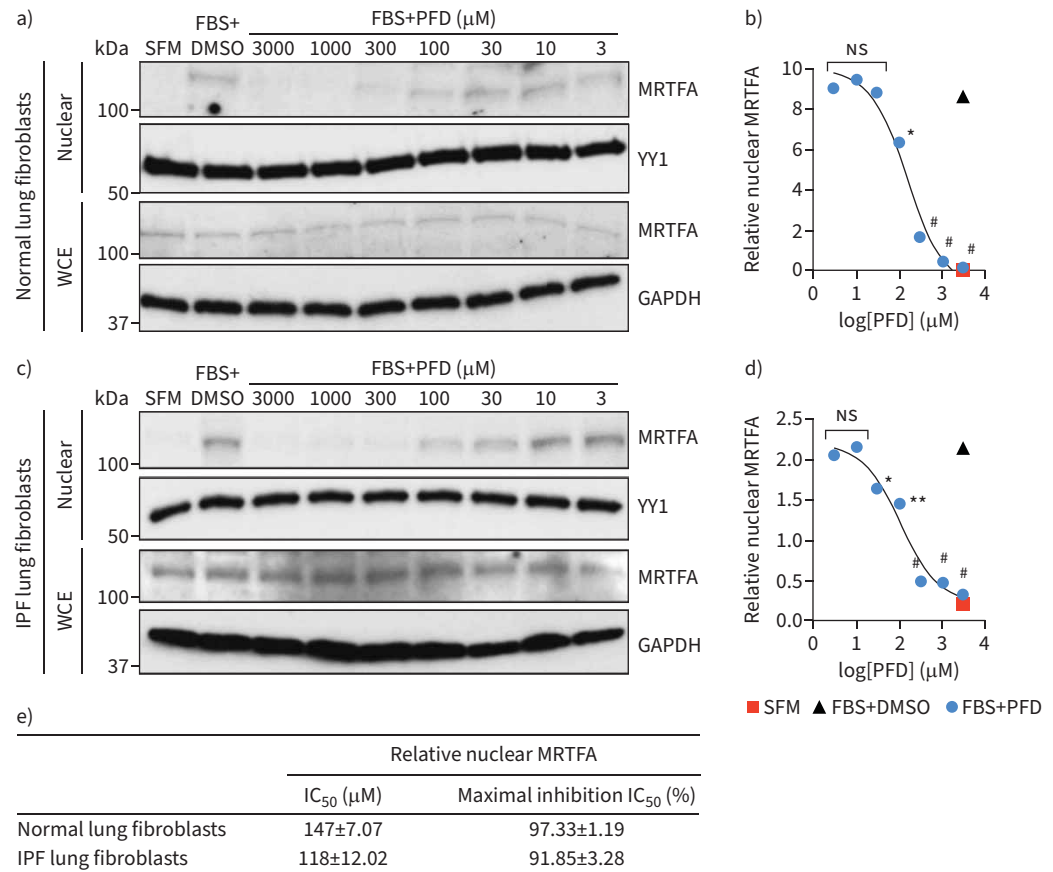 a)
FBS+
FBS+PFD (μM)
kDa SFM DMSO 3000 1000 300 100 30 10 3
Normal lung fibroblasts
Nuclear
MRTFA
100
YY1
50
WCE
MRTFA
100
GAPDH
37
b)
NS
10
8
6
4
2
0
*
#
#
#
Relative nuclear MRTFA
0 1 2 3 4
log[PFD] (μM)
c)
FBS+
FBS+PFD (μM)
kDa SFM DMSO 3000 1000 300 100 30 10 3
IPF lung fibroblasts
Nuclear
MRTFA
100
YY1
50
WCE
MRTFA
100
GAPDH
37
d)
NS
2.5
2.0
1.5
1.0
0.5
0.0
*
**
#
#
#
Relative nuclear MRTFA
0 1 2 3 4
log[PFD] (μM)
SFM FBS+DMSO FBS+PFD
e)
Relative nuclear MRTFA
IC50 (μM) Maximal inhibition IC50 (%)
Normal lung fibroblasts 147±7.07 97.33±1.19
IPF lung fibroblasts 118±12.02 91.85±3.28